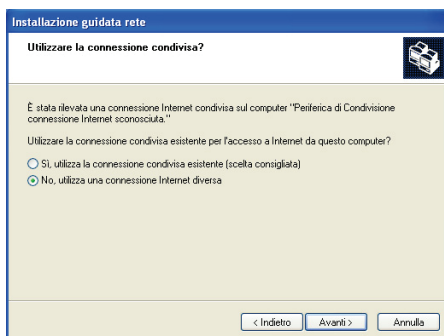 Installazione guidata rete
Utilizzare la connessione condivisa?
È stata rilevata una connessione Internet condivisa sul computer "Periferica di Condivisione
connessione Internet sconosciuta."
Utilizzare la connessione condivisa esistente per l'accesso a Internet da questo computer?
Sì, utilizza la connessione condivisa esistente (scelta consigliata)
No, utilizza una connessione Internet diversa
< Indietro Avanti > Annulla